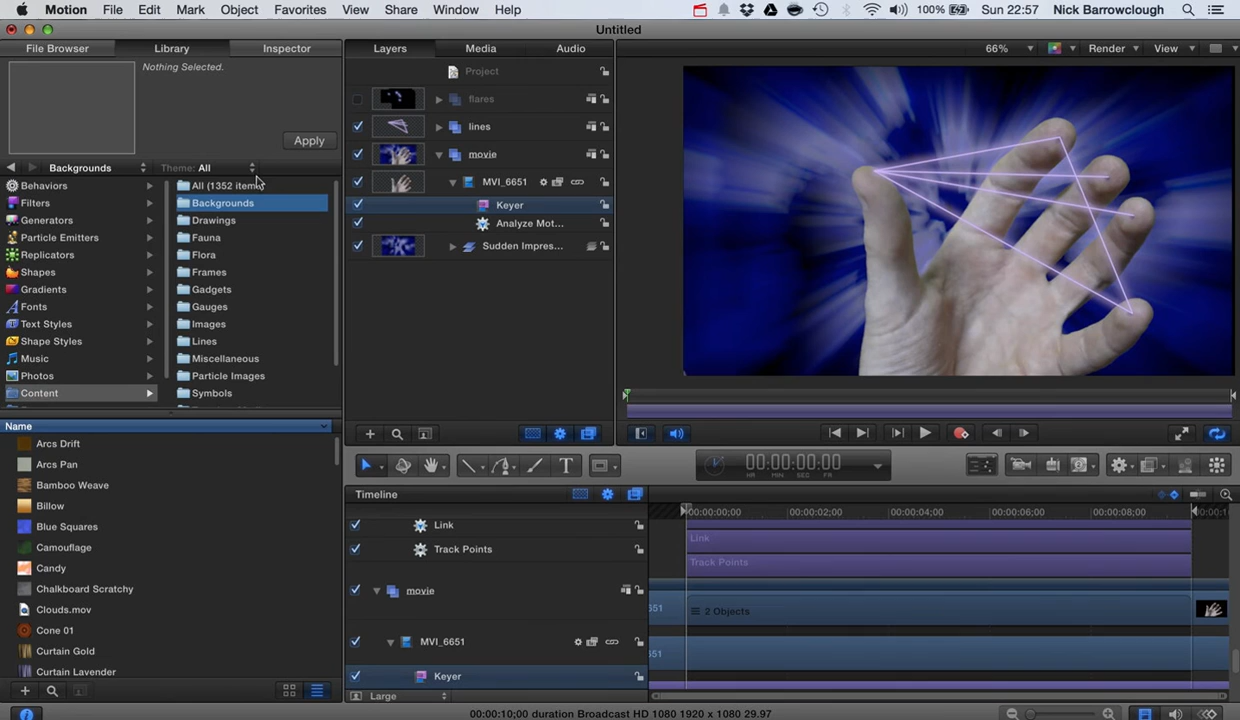 Motion File Edit Mark Object Favorites View Share Window Help 100% Sun 22:57 Nick Barrowclough
Untitled
File Browser Library Inspector
Nothing Selected.
Apply
Backgrounds Theme: All
Behaviors
Filters
Generators
Particle Emitters
Replicators
Shapes
Gradients
Fonts
Text Styles
Shape Styles
Music
Photos
Content
All (1352 items
Backgrounds
Drawings
Fauna
Flora
Frames
Gadgets
Gauges
Images
Lines
Miscellaneous
Particle Images
Symbols
Name
Arcs Drift
Arcs Pan
Bamboo Weave
Billow
Blue Squares
Camouflage
Candy
Chalkboard Scratchy
Clouds.mov
Cone 01
Curtain Gold
Curtain Lavender
Layers Media Audio
Project
flares
lines
movie
MVI_6651
Keyer
Analyze Mot...
Sudden Impres...
66% Render View
00:00:00:00
HR MIN SEC FR
Timeline
00:00:00;00 00:00:02;00 00:00:04;00 00:00:06;00 00:00:08;00 00:00:1
Link
Track Points
movie
MVI_6651
Keyer
Link
Track Points
651 2 Objects
651
Large
00:00:10;00 duration Broadcast HD 1080 1920 x 1080 29.97